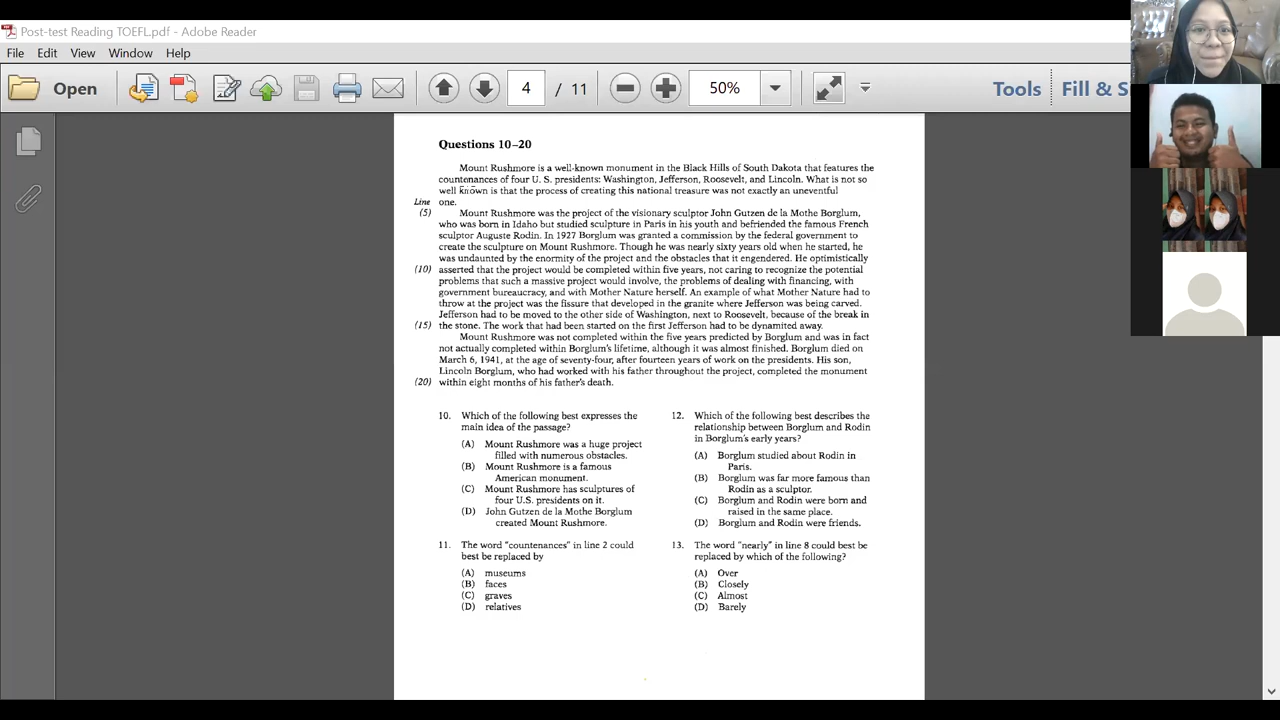 Post-test Reading TOEFL.pdf - Adobe Reader
File Edit View Window Help
Open 4 / 11 50% Tools Fill & S
Questions 10–20
Mount Rushmore is a well-known monument in the Black Hills of South Dakota that features the
countenances of four U. S. presidents: Washington, Jefferson, Roosevelt, and Lincoln. What is not so
well known is that the process of creating this national treasure was not exactly an uneventful
Line one.
(5) Mount Rushmore was the project of the visionary sculptor John Gutzen de la Mothe Borglum,
who was born in Idaho but studied sculpture in Paris in his youth and befriended the famous French
sculptor Auguste Rodin. In 1927 Borglum was granted a commission by the federal government to
create the sculpture on Mount Rushmore. Though he was nearly sixty years old when he started, he
was undaunted by the enormity of the project and the obstacles that it engendered. He optimistically
(10) asserted that the project would be completed within five years, not caring to recognize the potential
problems that such a massive project would involve, the problems of dealing with financing, with
government bureaucracy, and with Mother Nature herself. An example of what Mother Nature had to
throw at the project was the fissure that developed in the granite where Jefferson was being carved.
Jefferson had to be moved to the other side of Washington, next to Roosevelt, because of the break in
(15) the stone. The work that had been started on the first Jefferson had to be dynamited away.
Mount Rushmore was not completed within the five years predicted by Borglum and was in fact
not actually completed within Borglum's lifetime, although it was almost finished. Borglum died on
March 6, 1941, at the age of seventy-four, after fourteen years of work on the presidents. His son,
Lincoln Borglum, who had worked with his father throughout the project, completed the monument
(20) within eight months of his father's death.
10. Which of the following best expresses the
main idea of the passage?
(A) Mount Rushmore was a huge project
filled with numerous obstacles.
(B) Mount Rushmore is a famous
American monument.
(C) Mount Rushmore has sculptures of
four U.S. presidents on it.
(D) John Gutzen de la Mothe Borglum
created Mount Rushmore.
11. The word "countenances" in line 2 could
best be replaced by
(A) museums
(B) faces
(C) graves
(D) relatives
12. Which of the following best describes the
relationship between Borglum and Rodin
in Borglum's early years?
(A) Borglum studied about Rodin in
Paris.
(B) Borglum was far more famous than
Rodin as a sculptor.
(C) Borglum and Rodin were born and
raised in the same place.
(D) Borglum and Rodin were friends.
13. The word "nearly" in line 8 could best be
replaced by which of the following?
(A) Over
(B) Closely
(C) Almost
(D) Barely